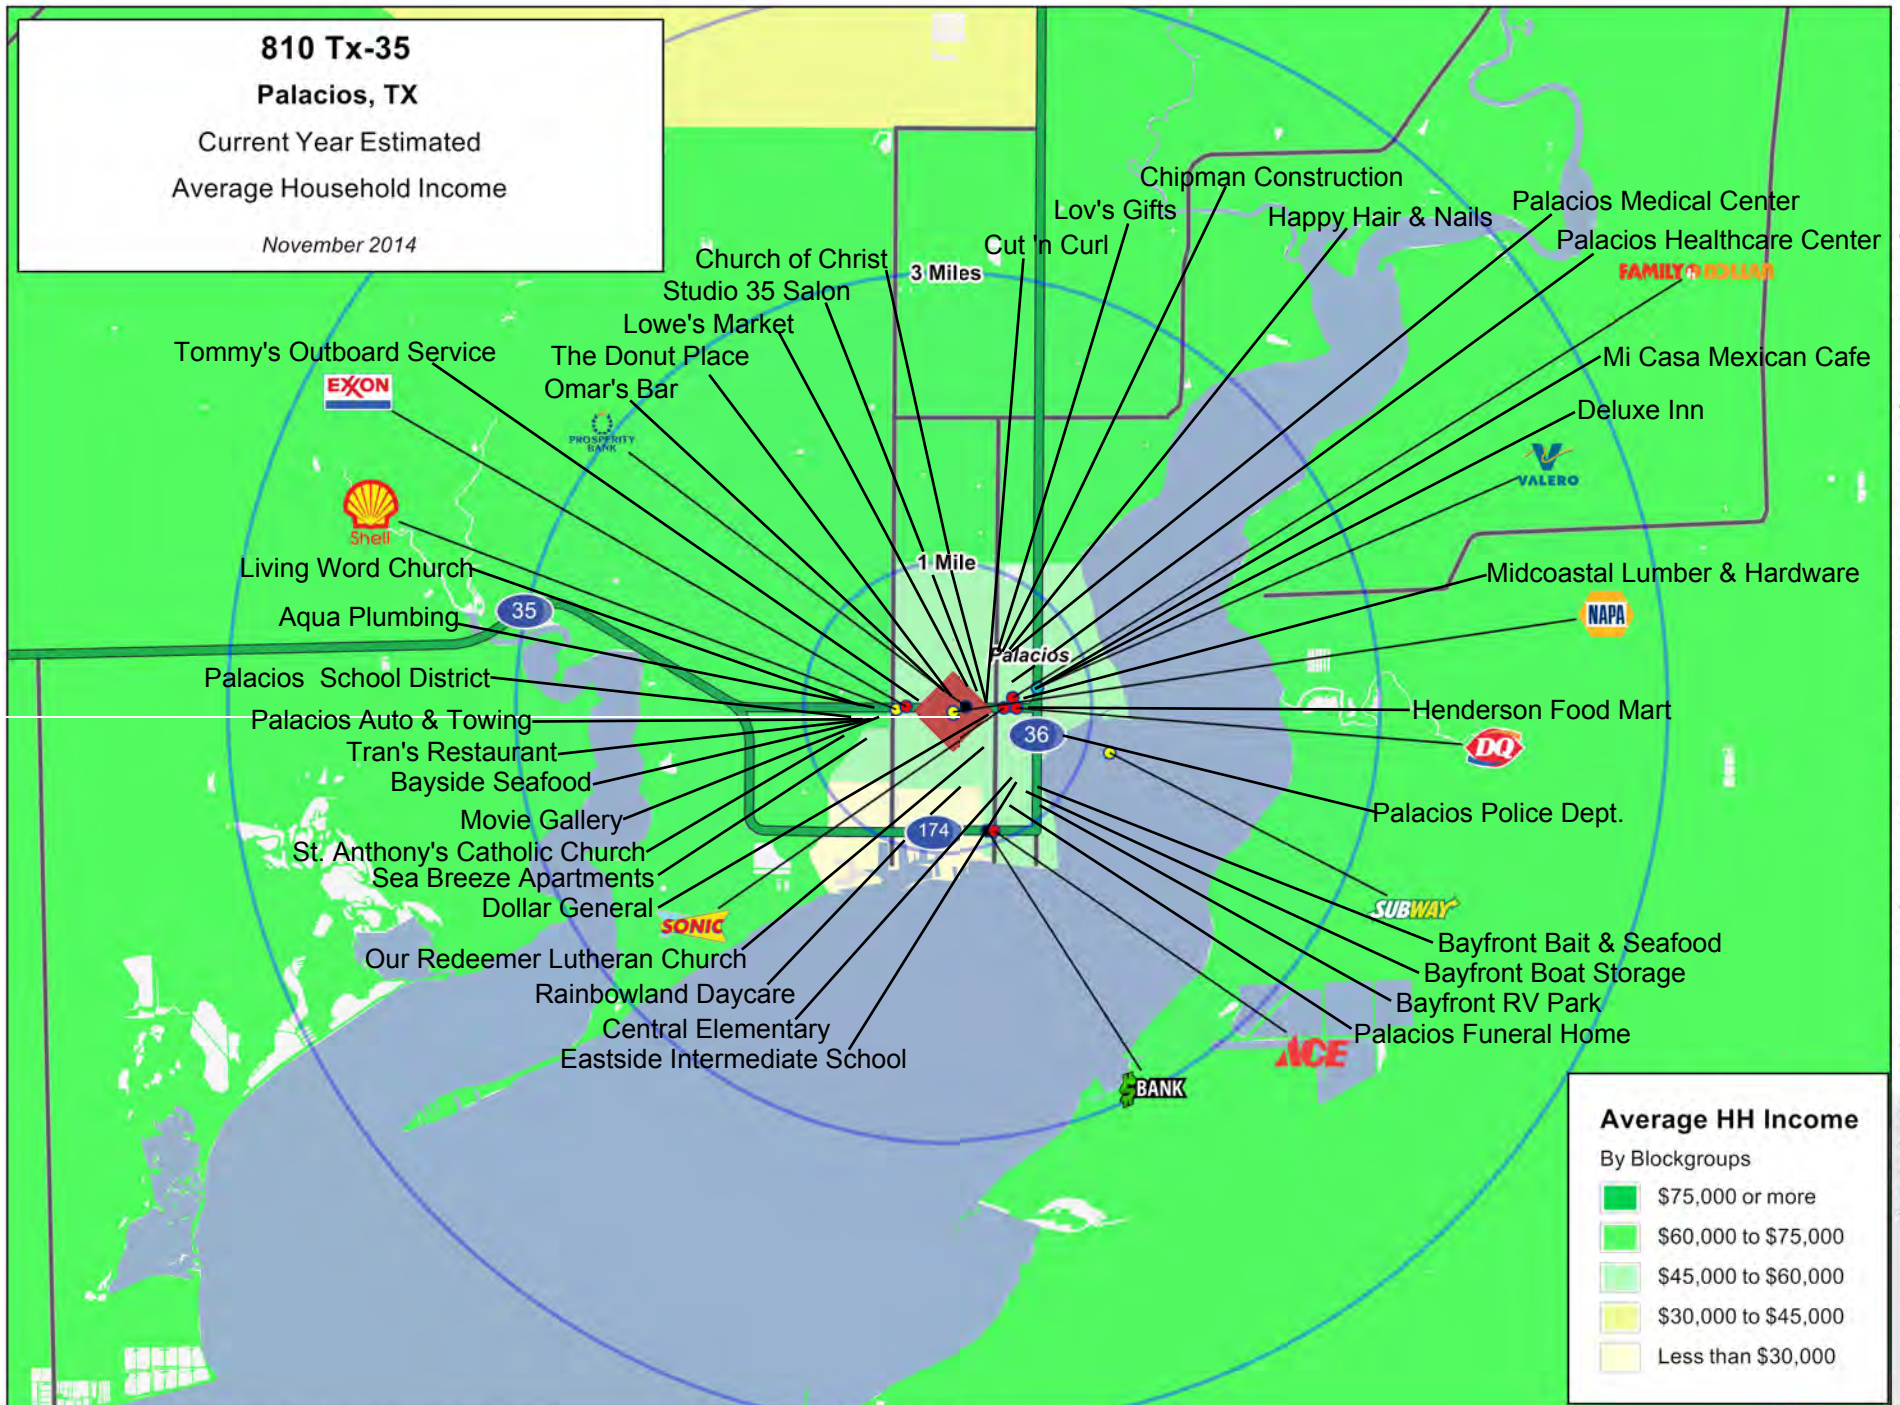 810 Tx-35
Palacios, TX
Current Year Estimated
Average Household Income
November 2014
Chipman Construction
Lov's Gifts
Happy Hair & Nails
Palacios Medical Center
Cut 'n Curl
Palacios Healthcare Center
Church of Christ
3 Miles
FAMILY DOLLAR
Studio 35 Salon
Lowe's Market
Tommy's Outboard Service
The Donut Place
Mi Casa Mexican Cafe
EXXON
Omar's Bar
Deluxe Inn
PROSPERITY
BANK
VALERO
Shell
1 Mile
Living Word Church
Midcoastal Lumber & Hardware
35
Aqua Plumbing
NAPA
Palacios
Palacios School District
Palacios Auto & Towing
Henderson Food Mart
36
Tran's Restaurant
DQ
Bayside Seafood
Movie Gallery
Palacios Police Dept.
174
St. Anthony's Catholic Church
Sea Breeze Apartments
Dollar General
SUBWAY
SONIC
Bayfront Bait & Seafood
Our Redeemer Lutheran Church
Bayfront Boat Storage
Rainbowland Daycare
Bayfront RV Park
Central Elementary
Palacios Funeral Home
Eastside Intermediate School
ACE
$BANK
Average HH Income
By Blockgroups
$75,000 or more
$60,000 to $75,000
$45,000 to $60,000
$30,000 to $45,000
Less than $30,000